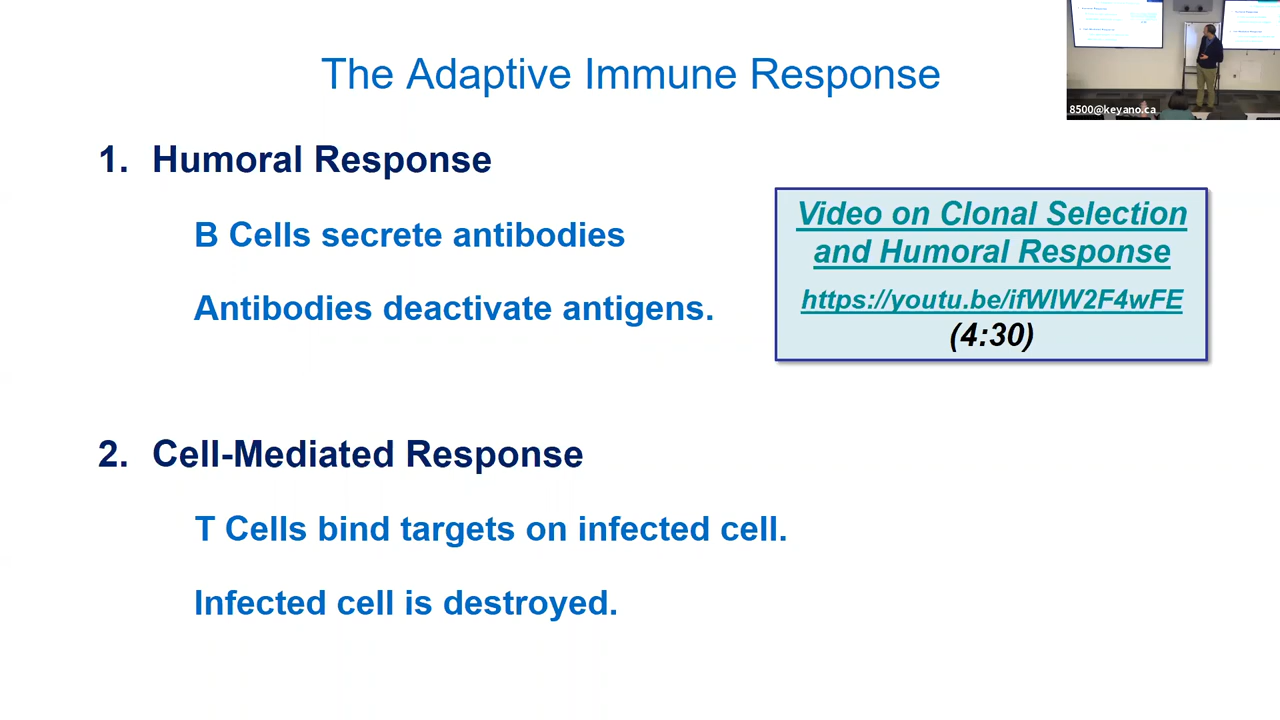 The Adaptive Immune Response
8500@keyano.ca
1. Humoral Response
B Cells secrete antibodies
Antibodies deactivate antigens.
Video on Clonal Selection
and Humoral Response
https://youtu.be/ifWlW2F4wFE
(4:30)
2. Cell-Mediated Response
T Cells bind targets on infected cell.
Infected cell is destroyed.